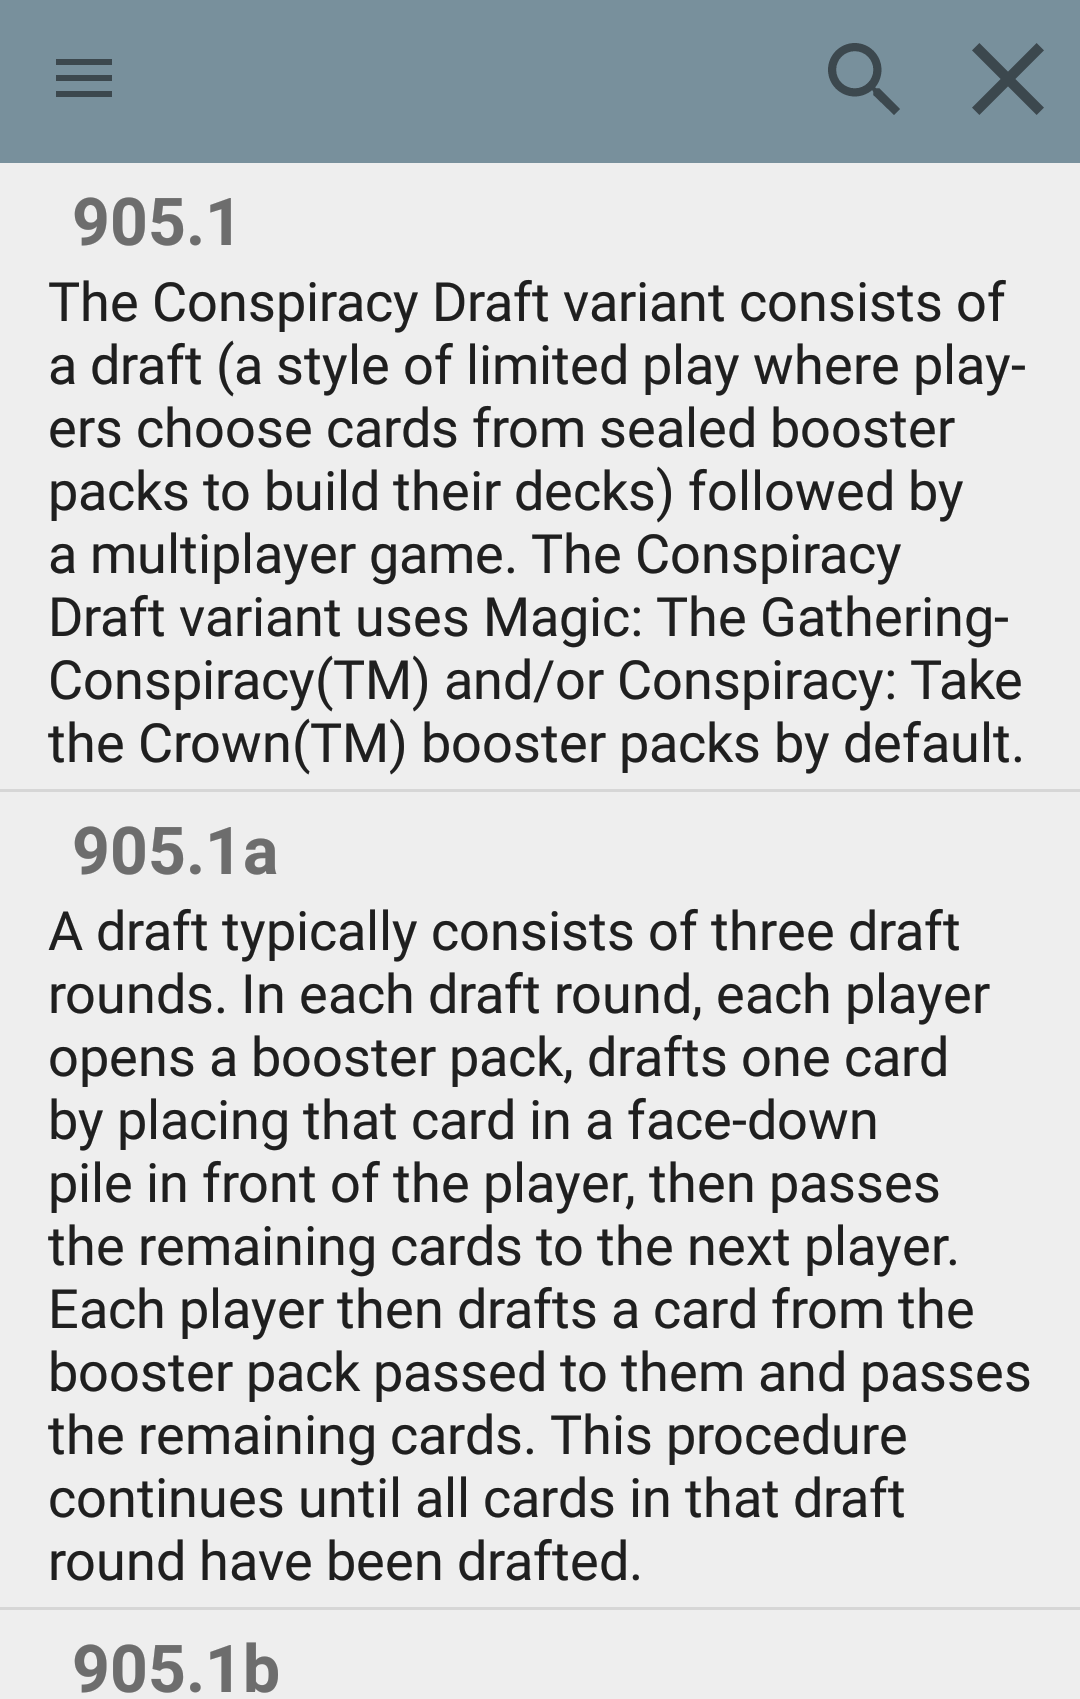 905.1
The Conspiracy Draft variant consists of
a draft (a style of limited play where play-
ers choose cards from sealed booster
packs to build their decks) followed by
a multiplayer game. The Conspiracy
Draft variant uses Magic: The Gathering-
Conspiracy(TM) and/or Conspiracy: Take
the Crown(TM) booster packs by default.
905.1a
A draft typically consists of three draft
rounds. In each draft round, each player
opens a booster pack, drafts one card
by placing that card in a face-down
pile in front of the player, then passes
the remaining cards to the next player.
Each player then drafts a card from the
booster pack passed to them and passes
the remaining cards. This procedure
continues until all cards in that draft
round have been drafted.
905.1b